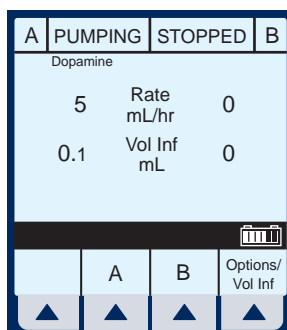 A PUMPING STOPPED B
Dopamine
5 Rate mL/hr 0
0.1 Vol Inf mL 0
A B Options/ Vol Inf